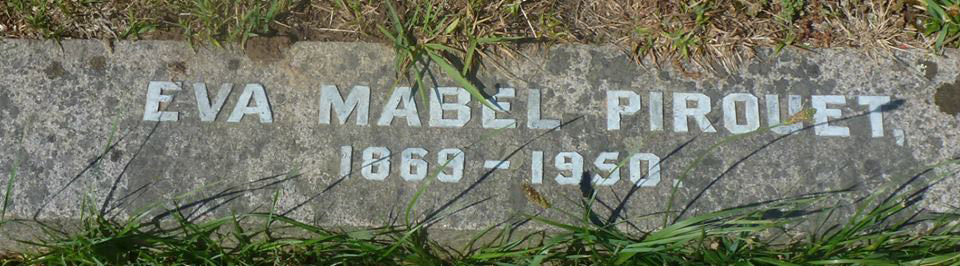 EVA MABEL PIROUET,
1869 – 1950